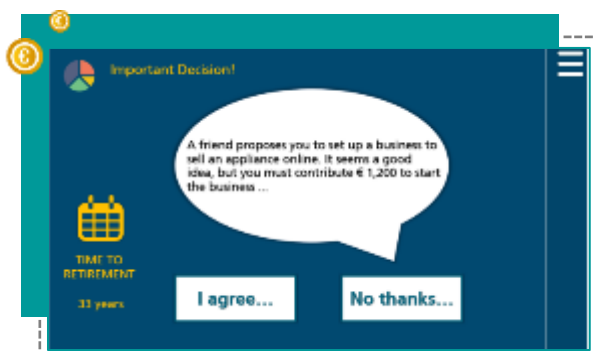 Important Decision!
A friend proposes you to set up a business to
sell an appliance online. It seems a good
idea, but you must contribute € 1,200 to start
the business ...
TIME TO
RETIREMENT
33 years
I agree...
No thanks...